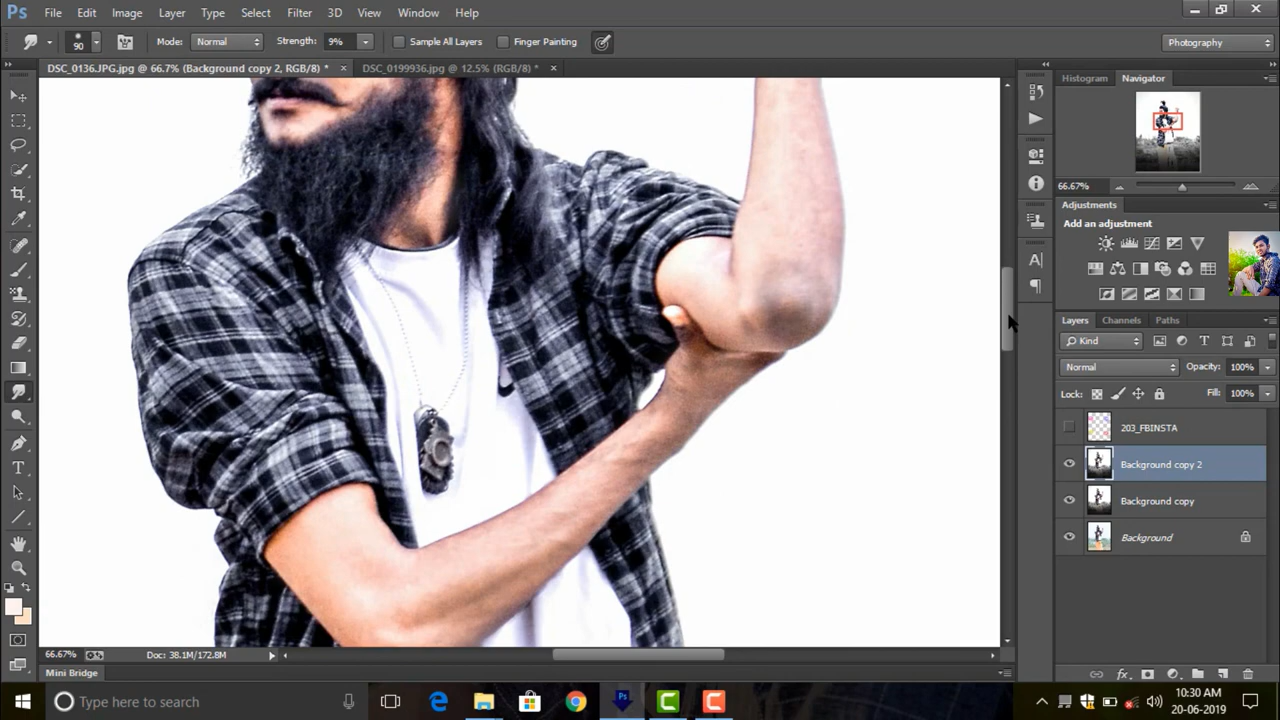 Ps File Edit Image Layer Type Select Filter 3D View Window Help
90 Mode: Normal Strength: 9% Sample All Layers Finger Painting Photography
DSC_0136.JPG.jpg @ 66.7% (Background copy 2, RGB/8) * × DSC_0199936.jpg @ 12.5% (RGB/8) * ×
Histogram Navigator
66.67%
Adjustments
Add an adjustment
Layers Channels Paths
Kind
Normal Opacity: 100%
Lock: Fill: 100%
203_FBINSTA
Background copy 2
Background copy
Background
66.67% Doc: 38.1M/172.8M
Mini Bridge
Type here to search
10:30 AM
20-06-2019